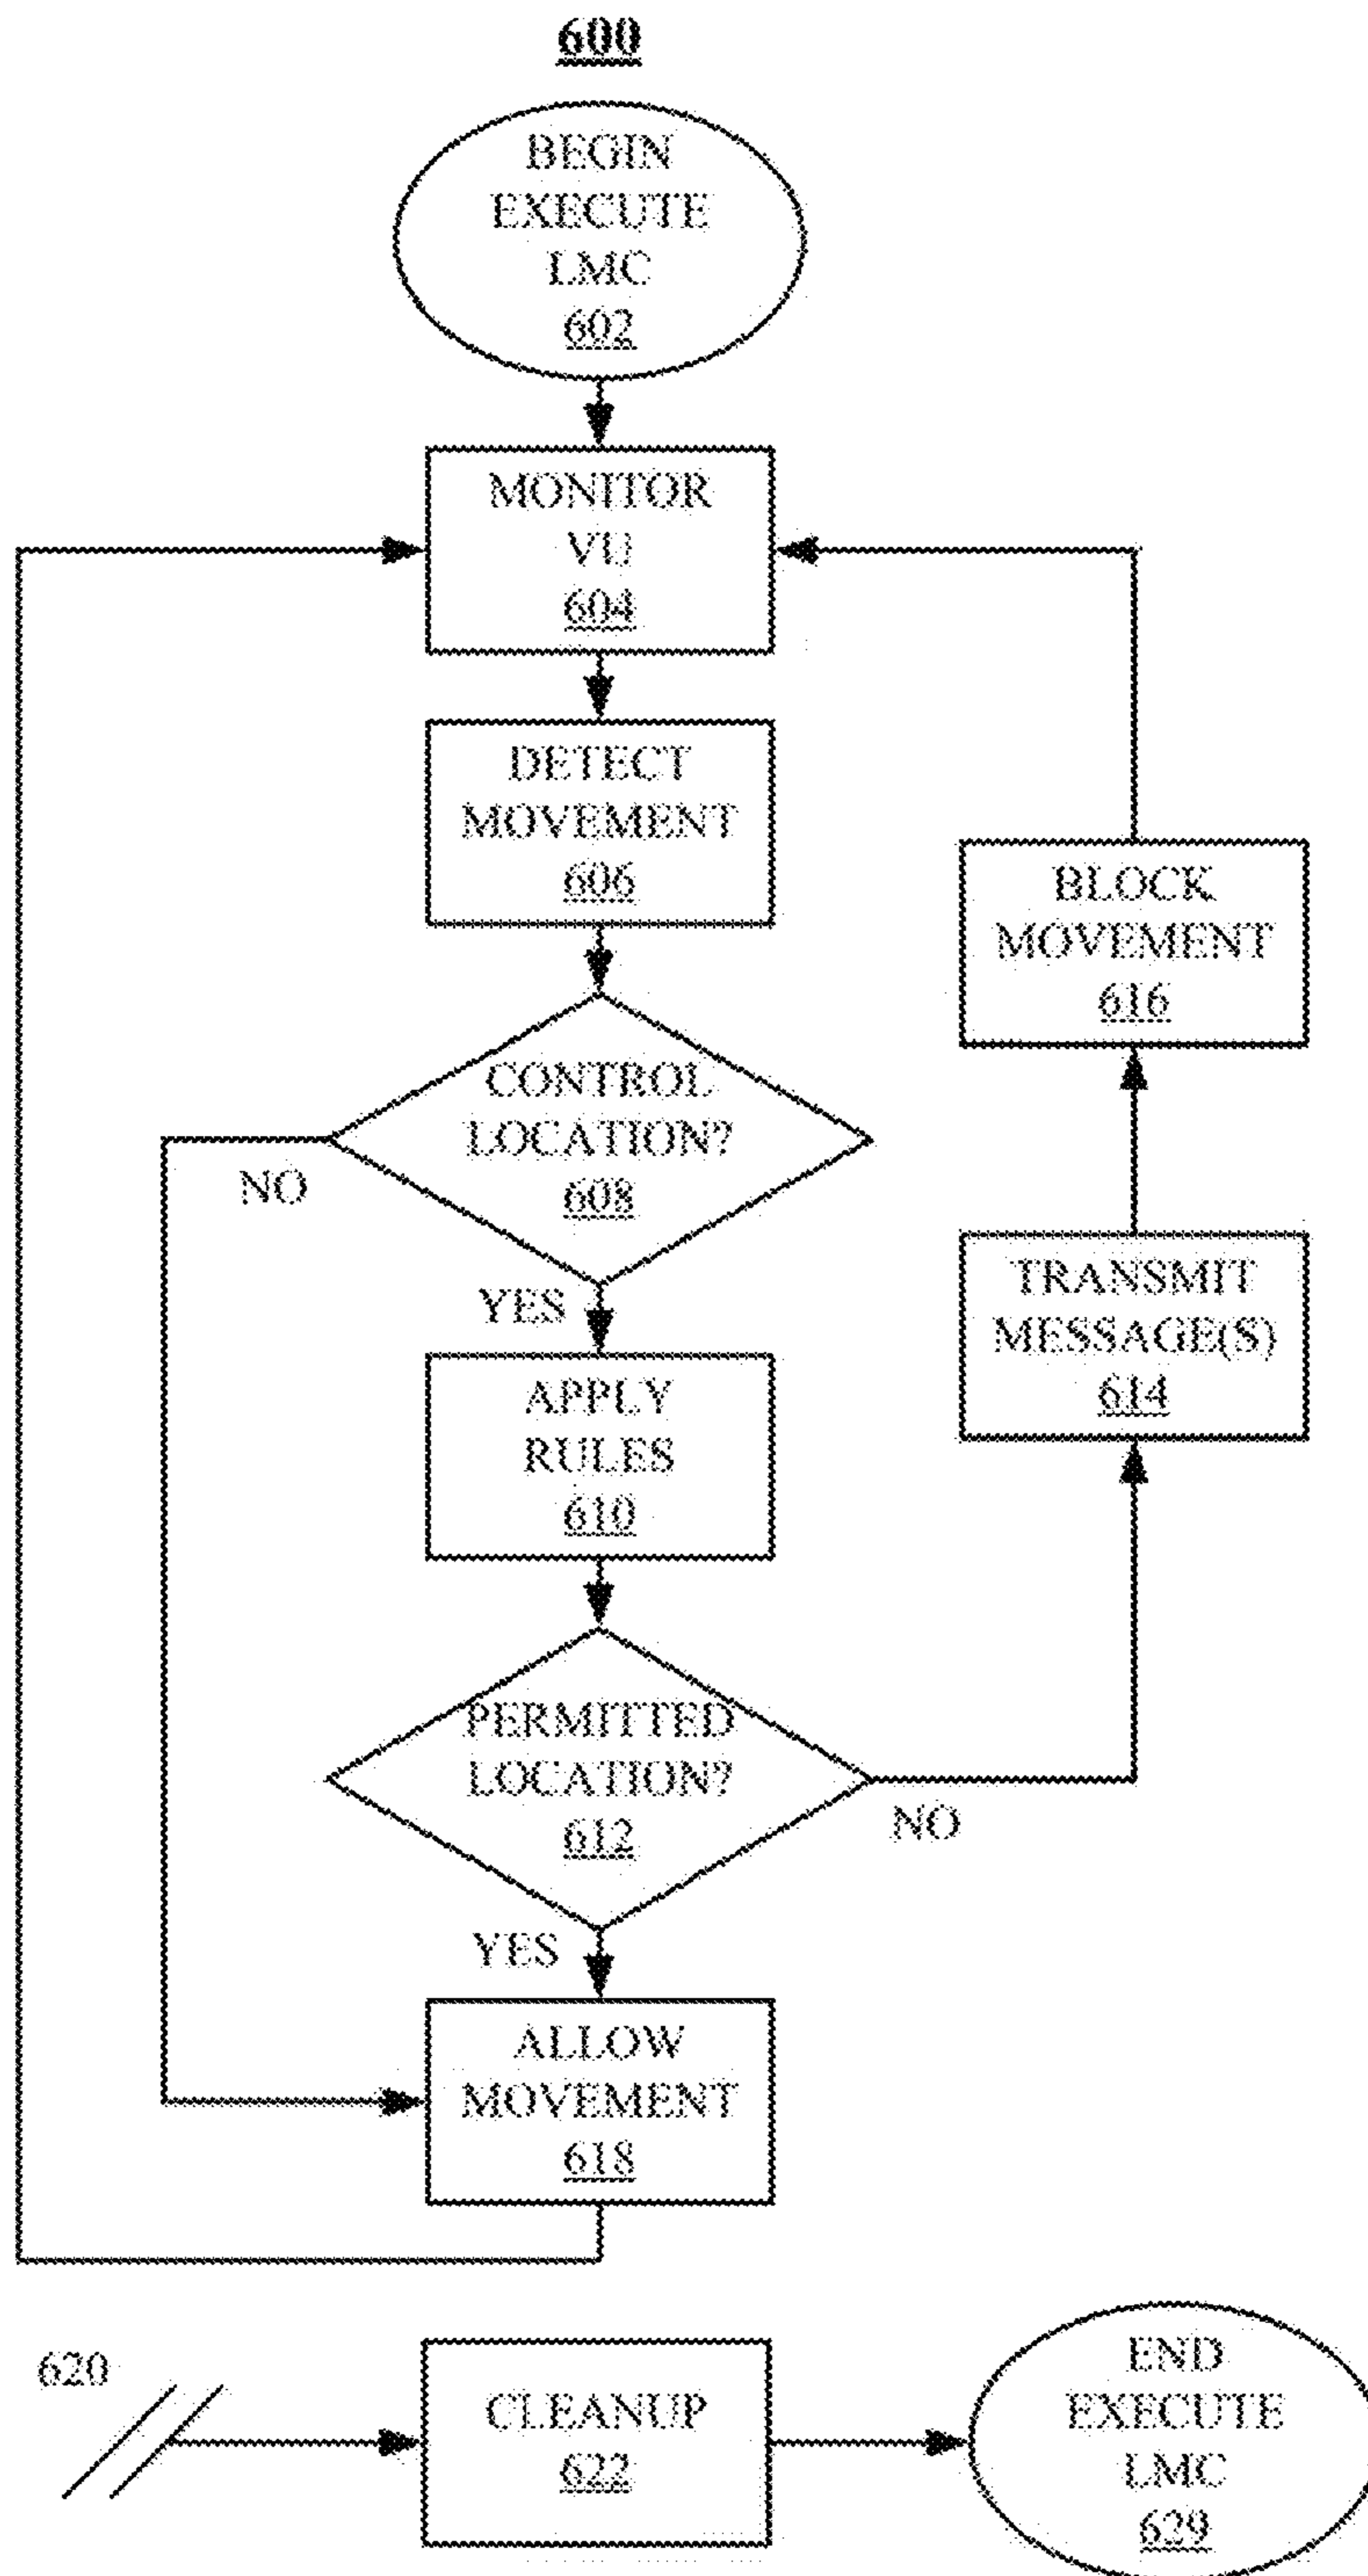 600
BEGIN
EXECUTE
LMC
602
MONITOR
VU
604
DETECT
MOVEMENT
606
CONTROL
LOCATION?
608
NO
YES
APPLY
RULES
610
PERMITTED
LOCATION?
612
NO
YES
TRANSMIT
MESSAGE(S)
614
BLOCK
MOVEMENT
616
ALLOW
MOVEMENT
618
620
CLEANUP
622
END
EXECUTE
LMC
629